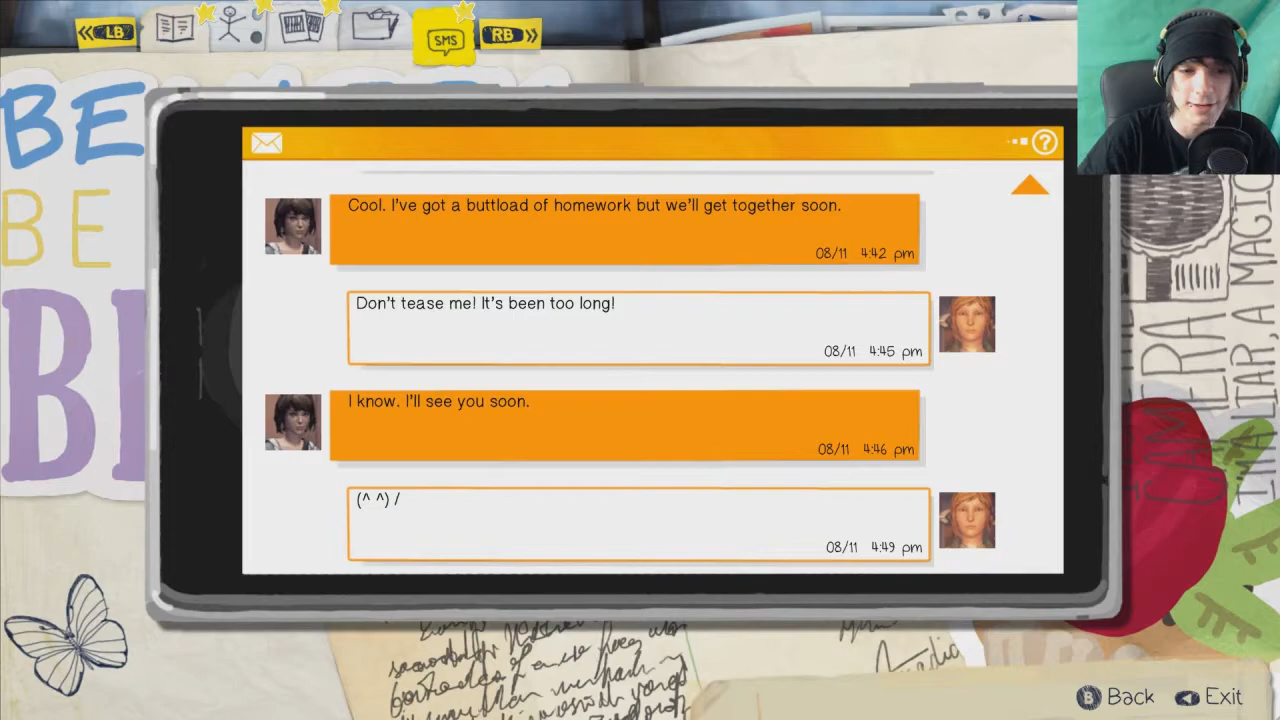 LB
SMS
RB
BE
BE
Cool. I've got a buttload of homework but we'll get together soon.
08/11 4:42 pm
Don't tease me! It's been too long!
08/11 4:45 pm
I know. I'll see you soon.
08/11 4:46 pm
(^ ^) /
08/11 4:49 pm
CAMERA
LIAR, A MAGIC
B Back
Exit